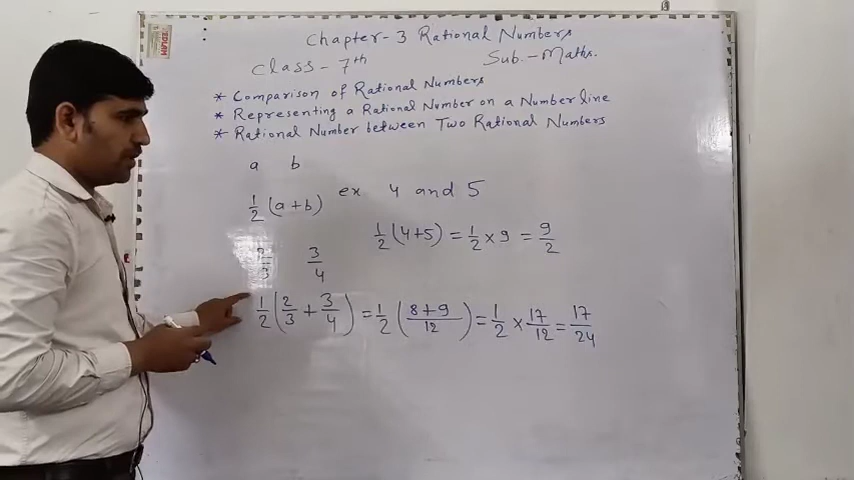 Chapter-3 Rational Numbers
Class-7th Sub.-Maths.
* Comparison of Rational Numbers
* Representing a Rational Number on a Number line
* Rational Number between Two Rational Numbers
a b
1/2 (a+b) ex 4 and 5
1/2 (4+5) = 1/2 × 9 = 9/2
2/3 3/4
1/2 (2/3 + 3/4) = 1/2 (8+9/12) = 1/2 × 17/12 = 17/24